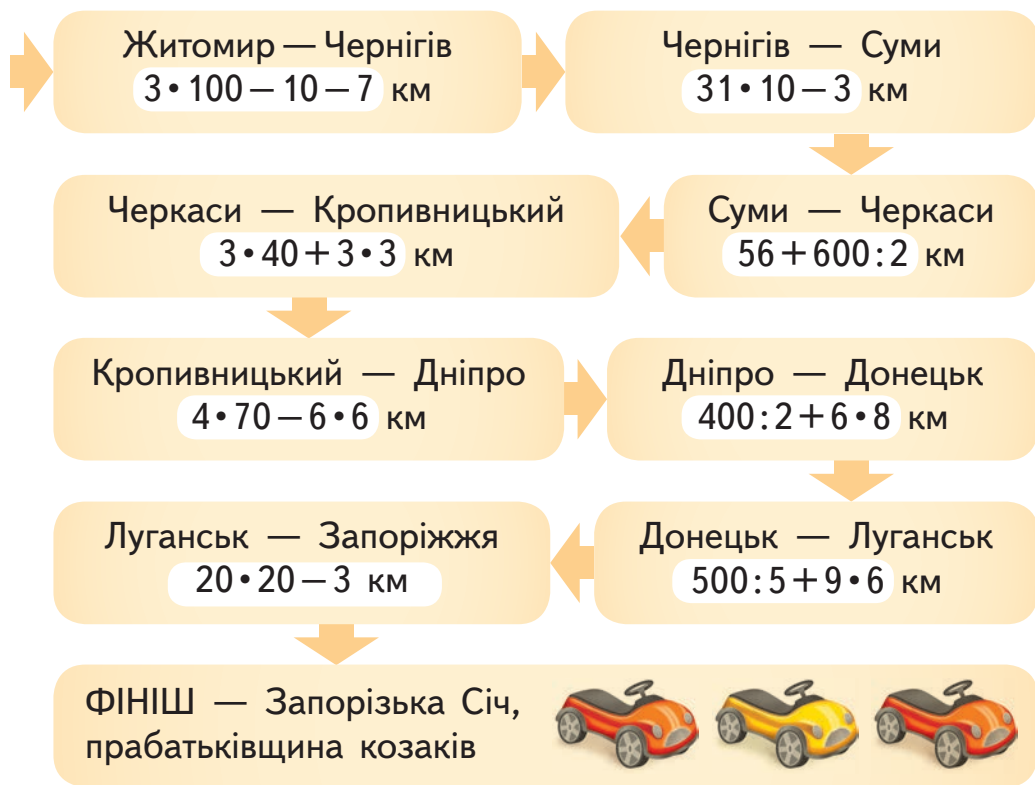 Житомир — Чернігів
3 • 100 — 10 — 7 км
Чернігів — Суми
31 • 10 — 3 км
Суми — Черкаси
56 + 600 : 2 км
Черкаси — Кропивницький
3 • 40 + 3 • 3 км
Кропивницький — Дніпро
4 • 70 — 6 • 6 км
Дніпро — Донецьк
400 : 2 + 6 • 8 км
Донецьк — Луганськ
500 : 5 + 9 • 6 км
Луганськ — Запоріжжя
20 • 20 — 3 км
ФІНІШ — Запорізька Січ,
прабатьківщина козаків